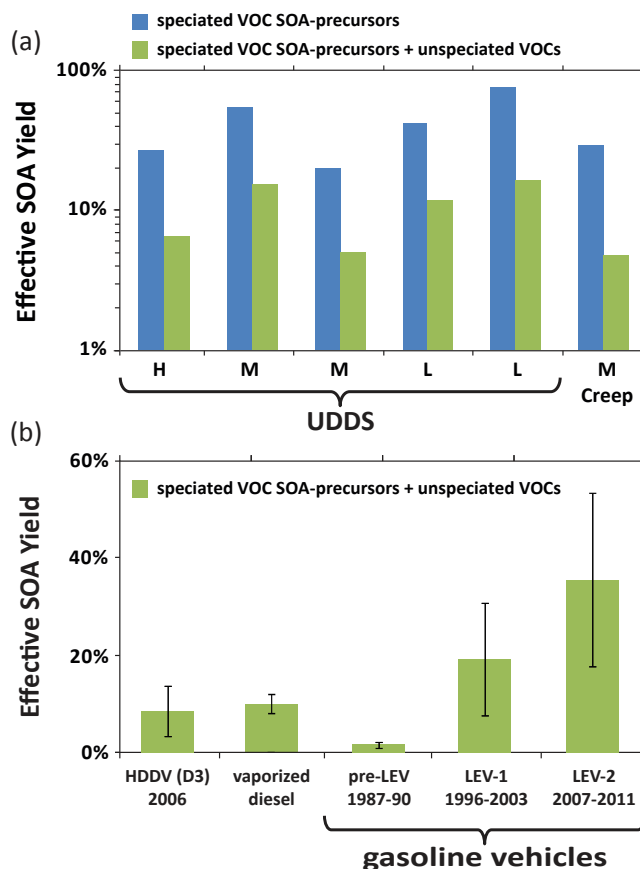 (a)
speciated VOC SOA-precursors
speciated VOC SOA-precursors + unspeciated VOCs
Effective SOA Yield
100%
10%
1%
H M M L L M
Creep
UDDS
(b)
speciated VOC SOA-precursors + unspeciated VOCs
Effective SOA Yield
60%
40%
20%
0%
HDDV (D3) vaporized pre-LEV LEV-1 LEV-2
2006 diesel 1987-90 1996-2003 2007-2011
gasoline vehicles